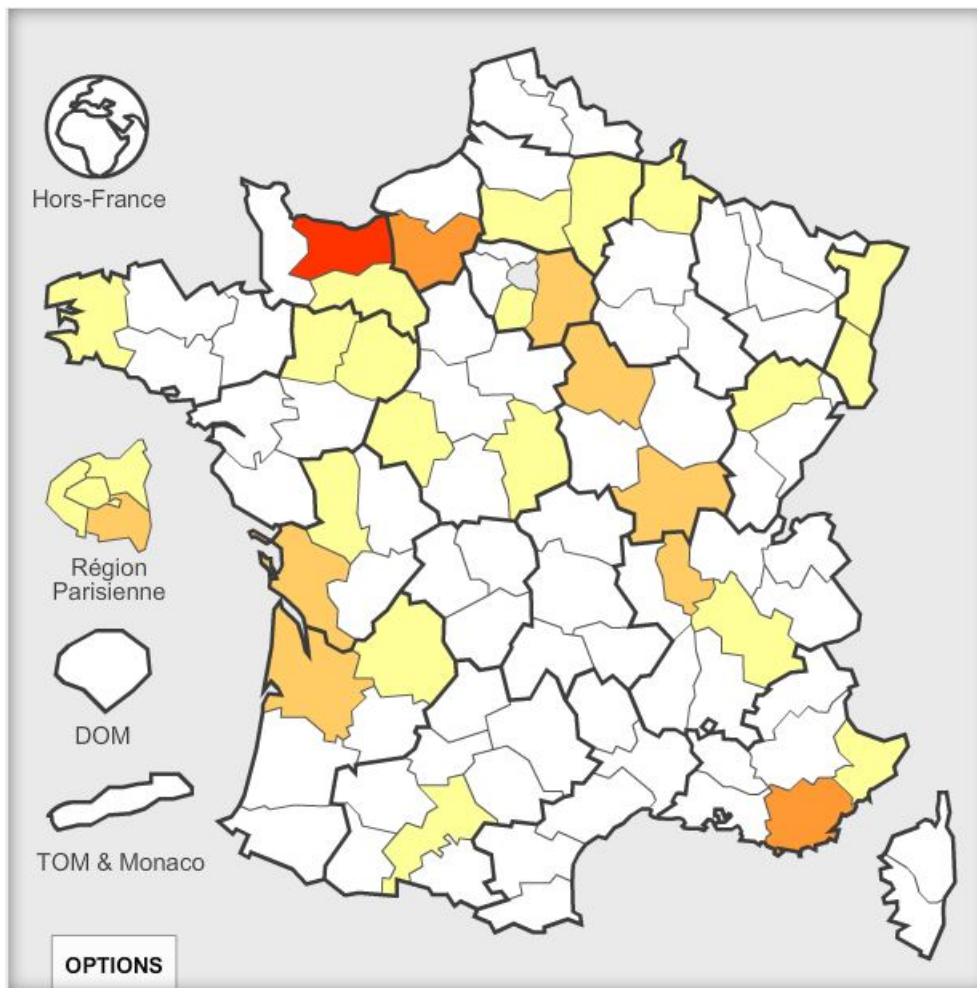 Hors-France
Région
Parisienne
DOM
TOM & Monaco
OPTIONS